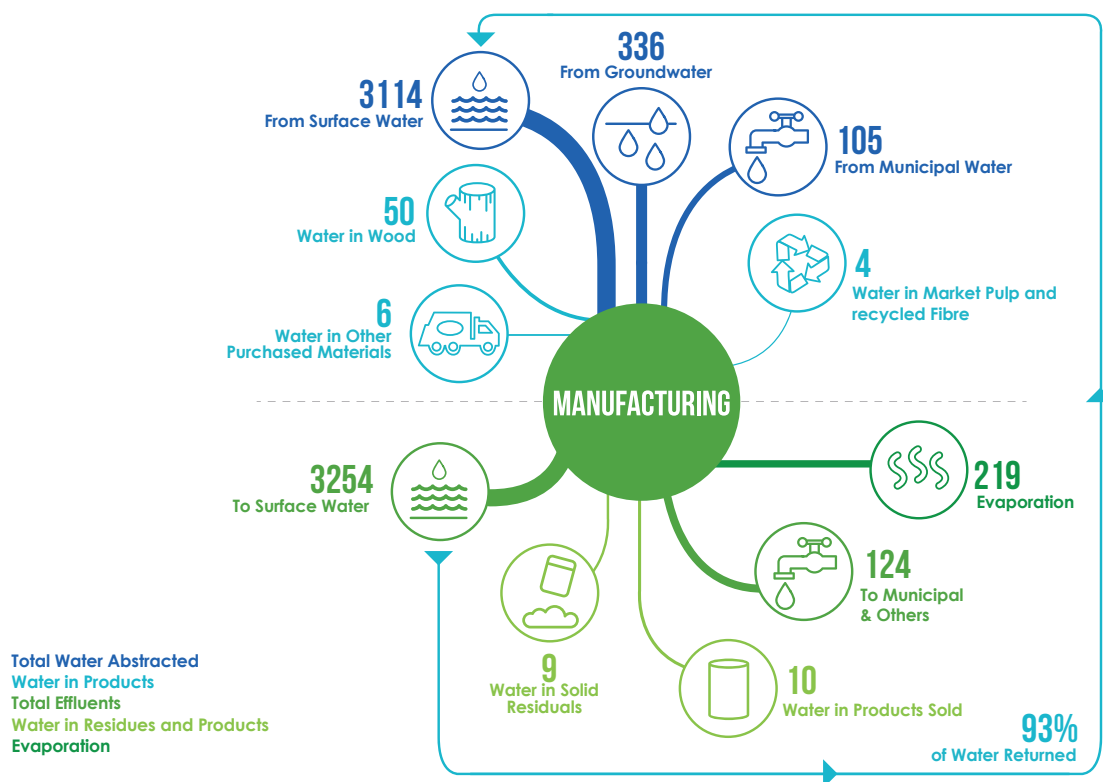 336
From Groundwater
3114
From Surface Water
105
From Municipal Water
50
Water in Wood
4
Water in Market Pulp and
recycled Fibre
6
Water in Other
Purchased Materials
MANUFACTURING
3254
To Surface Water
219
Evaporation
124
To Municipal
& Others
9
Water in Solid
Residuals
10
Water in Products Sold
93%
of Water Returned
Total Water Abstracted
Water in Products
Total Effluents
Water in Residues and Products
Evaporation